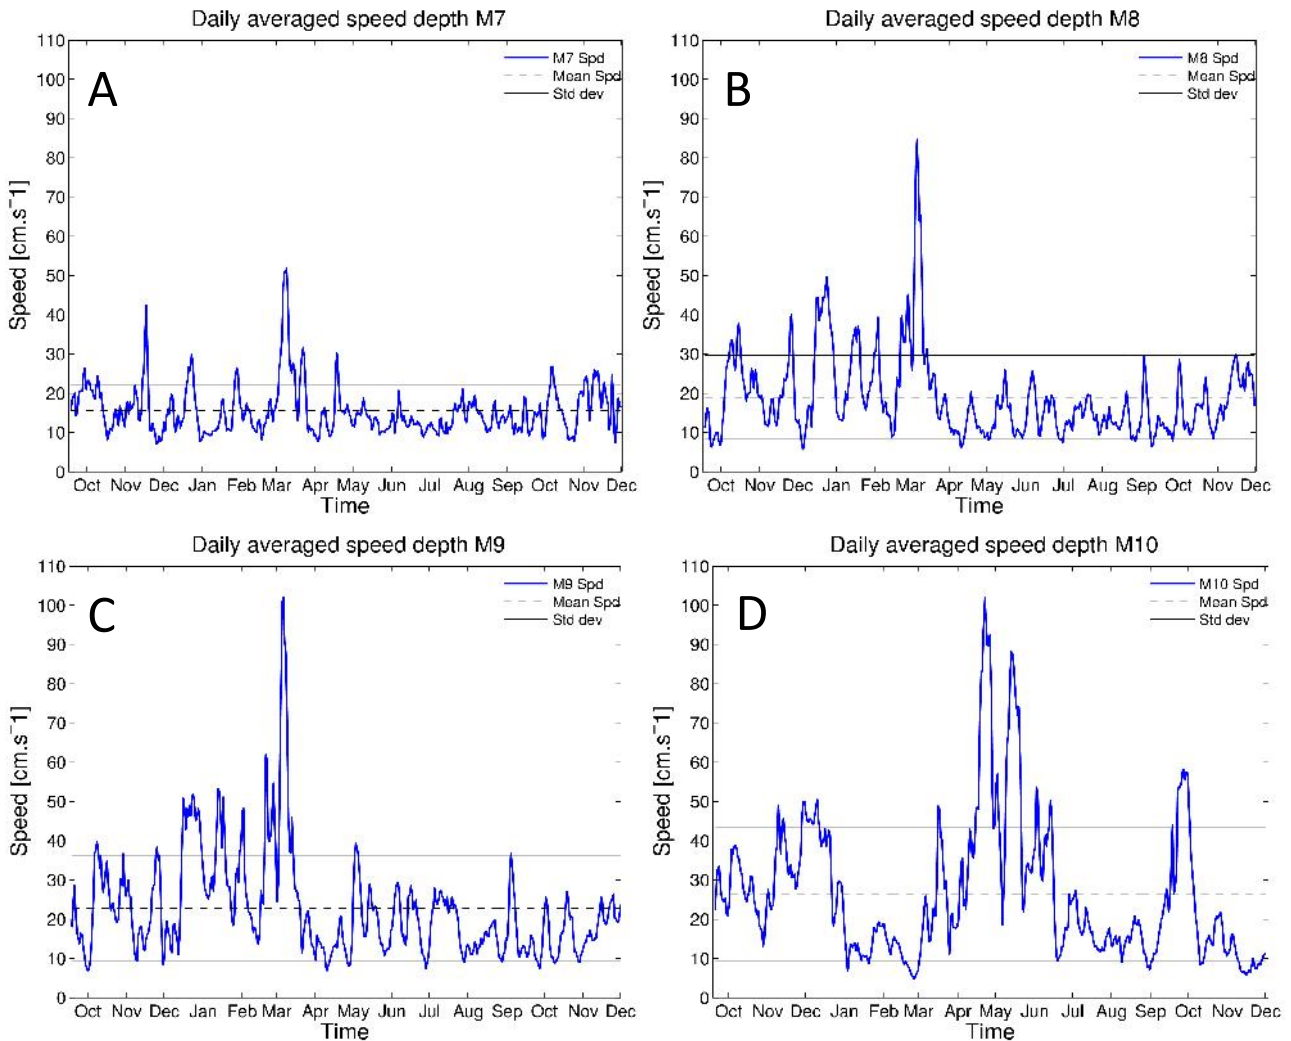 Daily averaged speed depth M7
A
M7 Spd
Mean Spd
Std dev
110
100
90
80
70
60
50
40
30
20
10
0
Speed [cm.s⁻1]
Oct Nov Dec Jan Feb Mar Apr May Jun Jul Aug Sep Oct Nov Dec
Time
Daily averaged speed depth M8
B
M8 Spd
Mean Spd
Std dev
110
100
90
80
70
60
50
40
30
20
10
0
Speed [cm.s⁻1]
Oct Nov Dec Jan Feb Mar Apr May Jun Jul Aug Sep Oct Nov Dec
Time
Daily averaged speed depth M9
C
M9 Spd
Mean Spd
Std dev
110
100
90
80
70
60
50
40
30
20
10
0
Speed [cm.s⁻1]
Oct Nov Dec Jan Feb Mar Apr May Jun Jul Aug Sep Oct Nov Dec
Time
Daily averaged speed depth M10
D
M10 Spd
Mean Spd
Std dev
110
100
90
80
70
60
50
40
30
20
10
0
Speed [cm.s⁻1]
Oct Nov Dec Jan Feb Mar Apr May Jun Jul Aug Sep Oct Nov Dec
Time